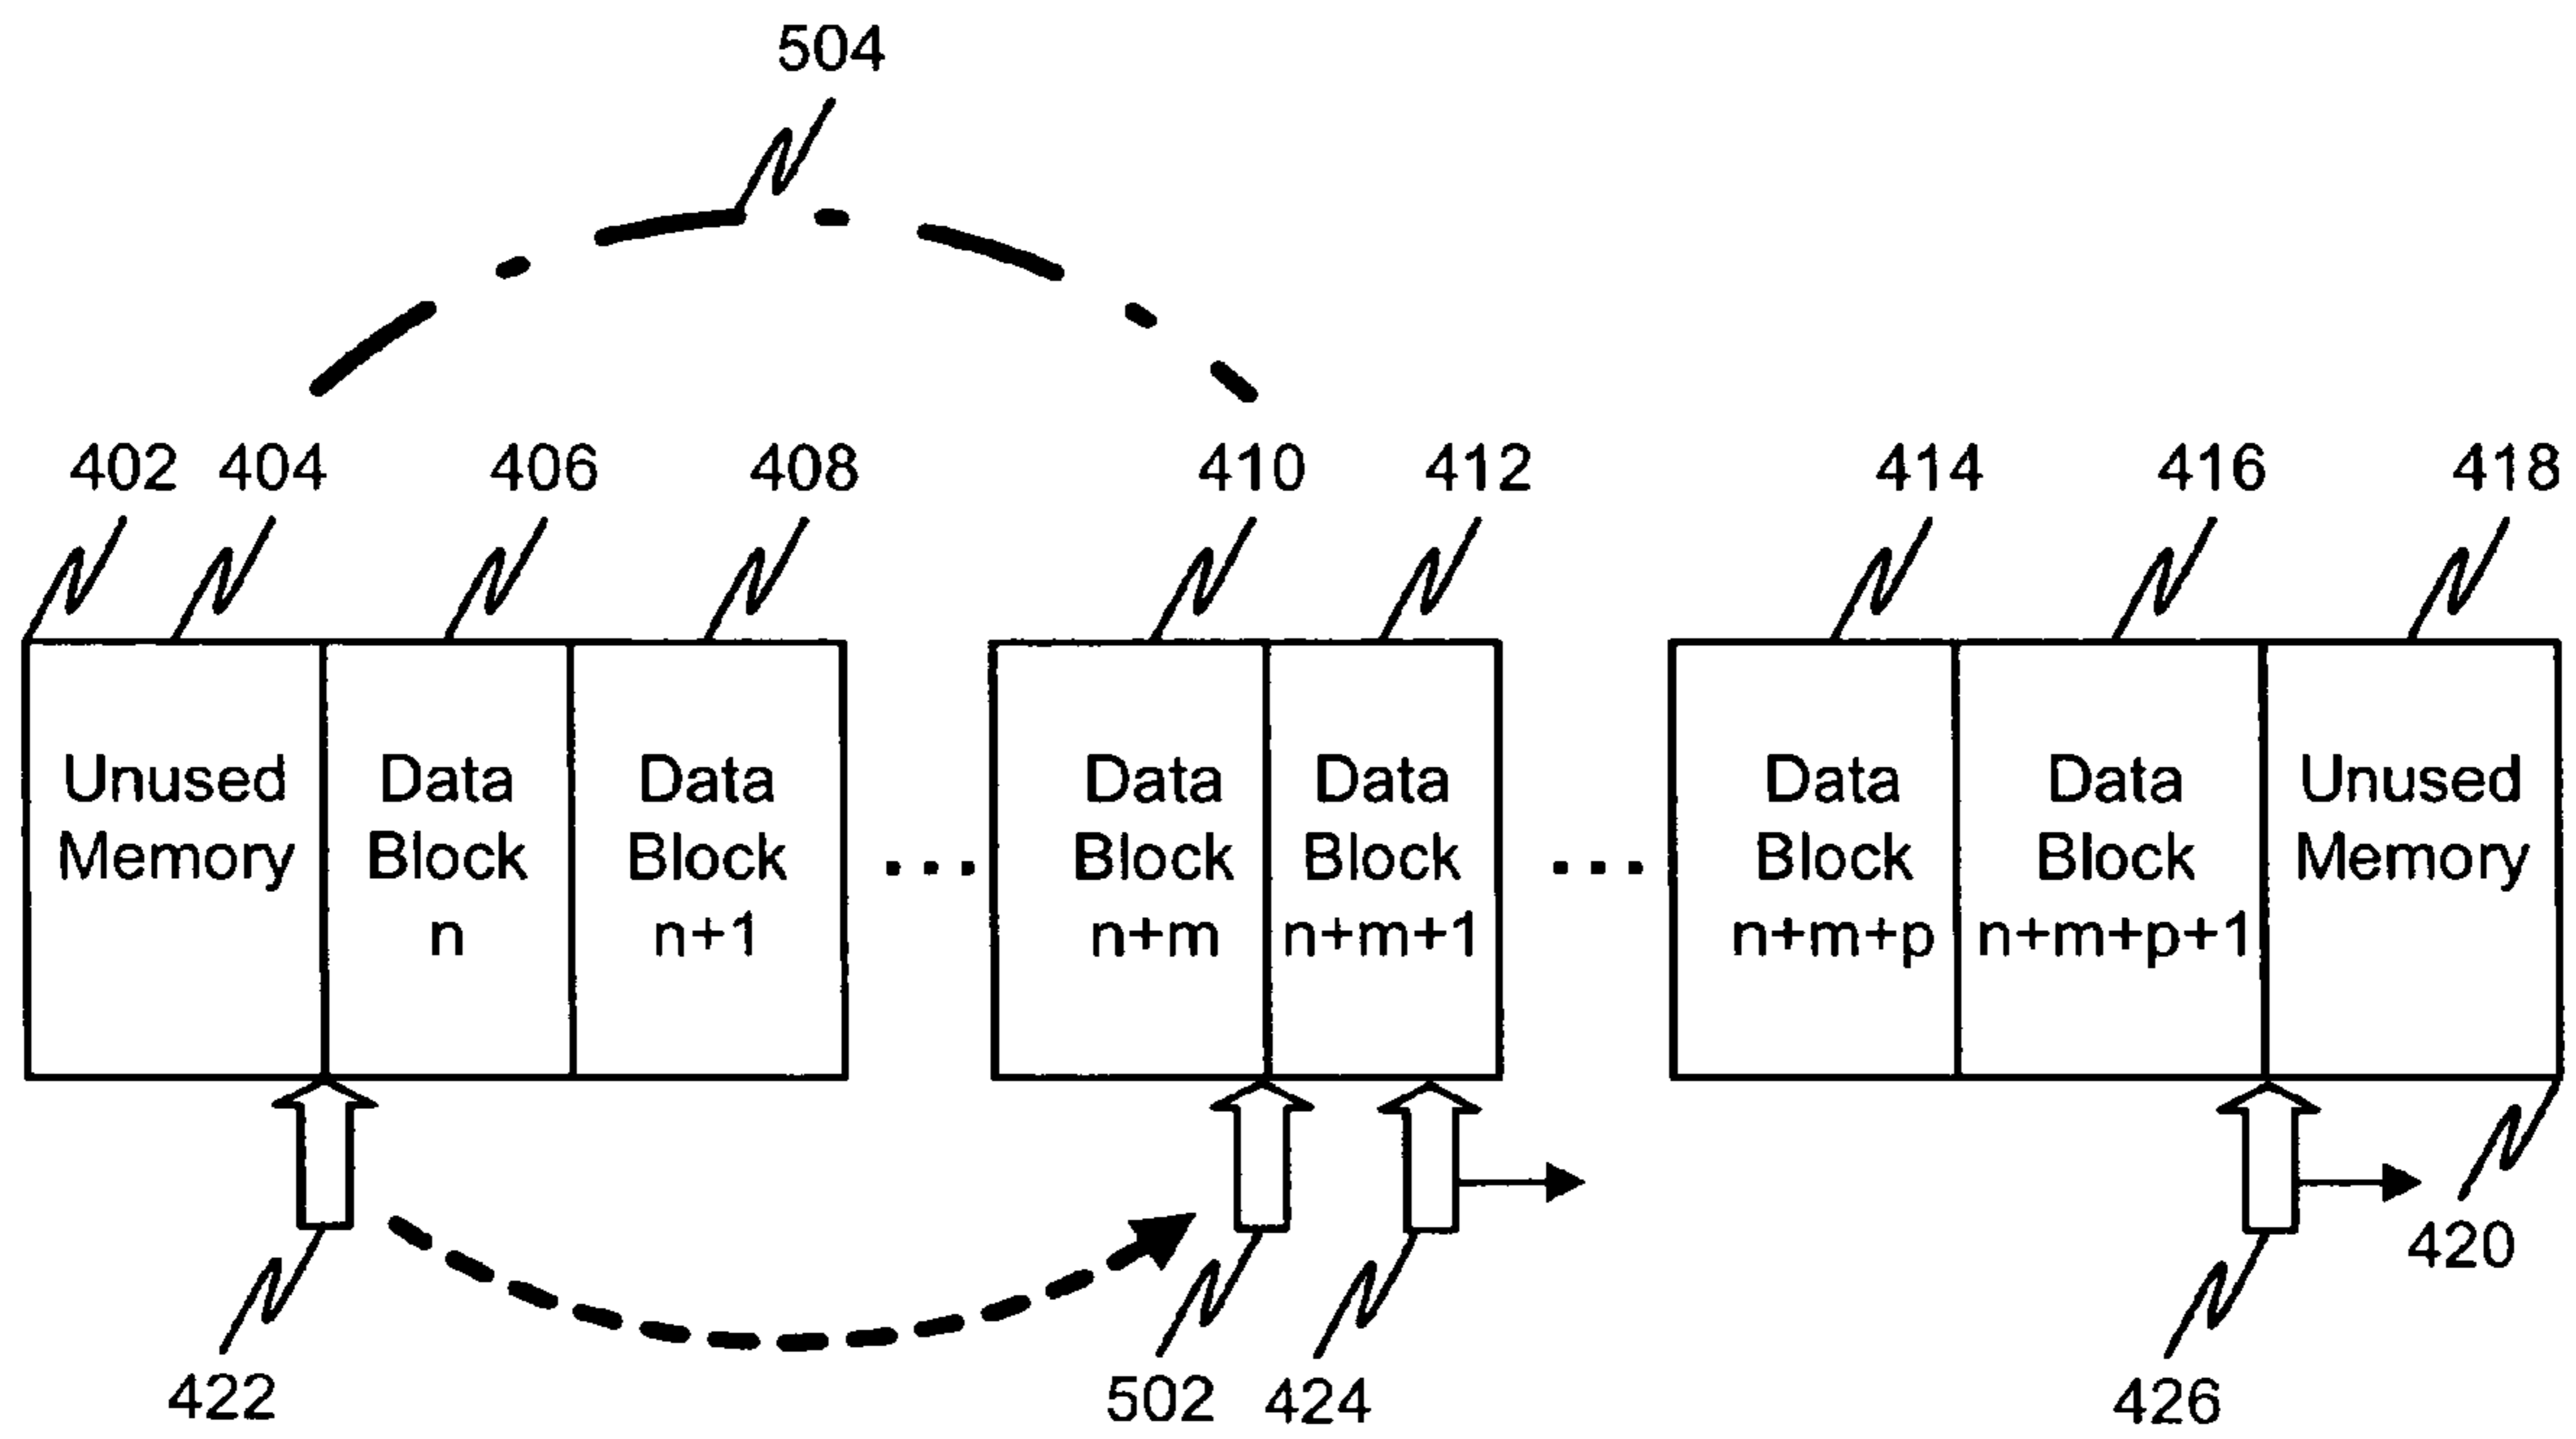 504
402 404 406 408 410 412 414 416 418
Unused Data Data Data Data Data Data Unused
Memory Block Block ... Block Block ... Block Block Memory
n n+1 n+m n+m+1 n+m+p n+m+p+1
420
422 502 424 426